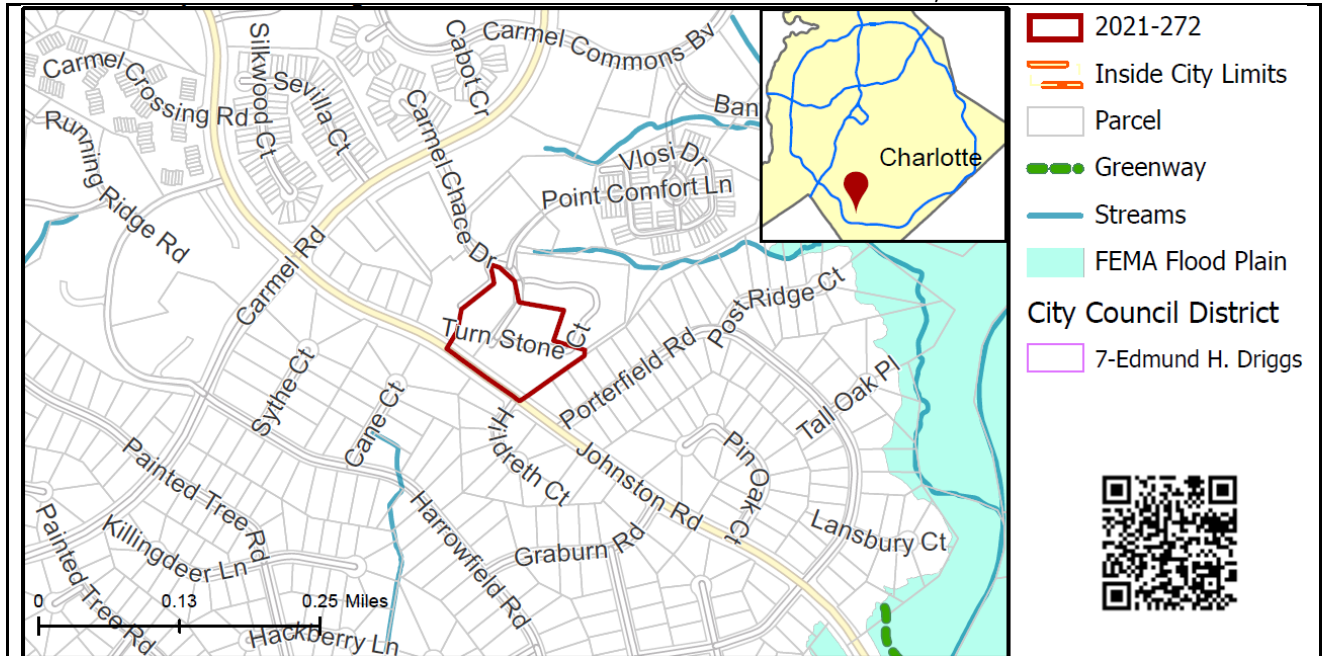 Carmel Commons Bv
Cabot Cr
Silkwood Ct
Sevilla Ct
Carmel Crossing Rd
Running Ridge Rd
Carmel Chace Dr
Ban
Vlosi Dr
Point Comfort Ln
Charlotte
Carmel Rd
Turn Stone Ct
Post Ridge Ct
Porterfield Rd
Tall Oak Pl
Sythe Ct
Cane Ct
Hildreth Ct
Johnston Rd
Pin Oak Ct
Painted Tree Rd
Killingdeer Ln
Harrowfield Rd
Graburn Rd
Lansbury Ct
Painted Tree Rd
Hackberry Ln
0 0.13 0.25 Miles
2021-272
Inside City Limits
Parcel
Greenway
Streams
FEMA Flood Plain
City Council District
7-Edmund H. Driggs